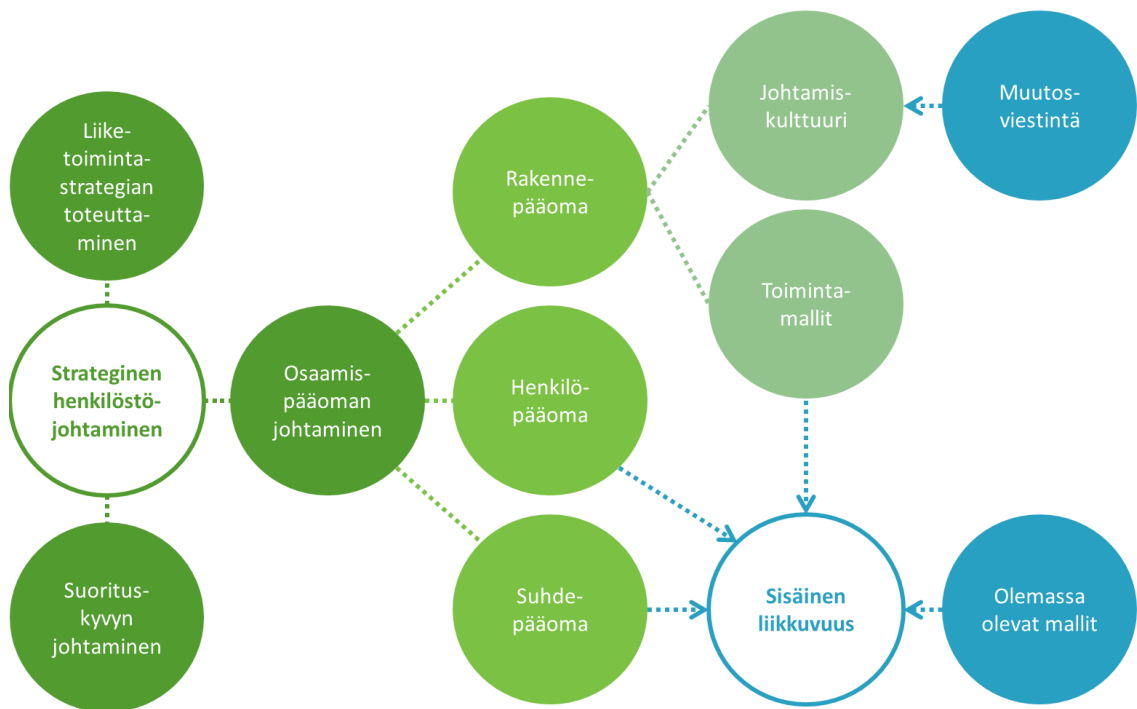 Liike-
toiminta-
strategian
toteutta-
minen
Strateginen
henkilöstö-
johtaminen
Suoritus-
kyvyn
johtaminen
Osaamis-
pääoman
johtaminen
Rakenne-
pääoma
Henkilö-
pääoma
Suhde-
pääoma
Johtamis-
kulttuuri
Toiminta-
mallit
Sisäinen
liikkuvuus
Muutos-
viestintä
Olemassa
olevat mallit